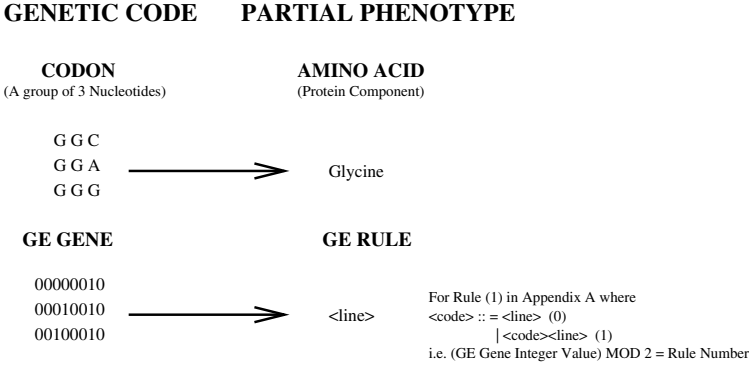 GENETIC CODE PARTIAL PHENOTYPE
CODON AMINO ACID
(A group of 3 Nucleotides) (Protein Component)
G G C
G G A
G G G
Glycine
GE GENE GE RULE
00000010
00010010
00100010
<line>
For Rule (1) in Appendix A where
<code> :: = <line> (0)
|<code><line> (1)
i.e. (GE Gene Integer Value) MOD 2 = Rule Number